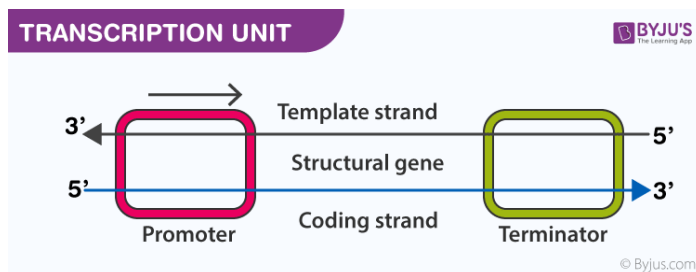 TRANSCRIPTION UNIT
BYJU'S
The Learning App
Template strand
3’
5’
Structural gene
5’
3’
Coding strand
Promoter
Terminator
© Byjus.com